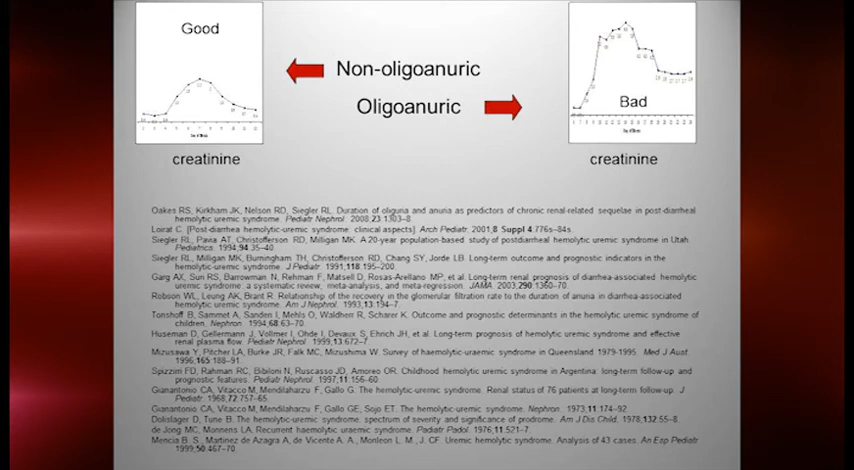 Good
Non-oligoanuric
Oligoanuric
Bad
creatinine
creatinine
Oakes RS, Kirkham JK, Nelson RD, Siegler RL. Duration of oliguria and anuria as predictors of chronic renal-related sequelae in post-diarrheal
hemolytic uremic syndrome. Pediatr Nephrol. 2008;23:1303-8.
Loirat C. [Post-diarrhea hemolytic-uremic syndrome: clinical aspects]. Arch Pediatr. 2001;8 Suppl 4:776s-84s.
Siegler RL, Pavia AT, Christofferson RD, Milligan MK. A 20-year population-based study of postdiarrheal hemolytic uremic syndrome in Utah.
Pediatrics. 1994;94:35-40.
Siegler RL, Milligan MK, Burningham TH, Christofferson RD, Chang SY, Jorde LB. Long-term outcome and prognostic indicators in the
hemolytic-uremic syndrome. J Pediatr. 1991;118:195-200.
Garg AX, Suri RS, Barrowman N, Rehman F, Matsell D, Rosas-Arellano MP, et al. Long-term renal prognosis of diarrhea-associated hemolytic
uremic syndrome: a systematic review, meta-analysis, and meta-regression. JAMA. 2003;290:1360-70.
Robson WL, Leung AK, Brant R. Relationship of the recovery in the glomerular filtration rate to the duration of anuria in diarrhea-associated
hemolytic uremic syndrome. Am J Nephrol. 1993;13:194-7.
Tonshoff B, Sammet A, Sanden I, Mehls O, Waldherr R, Scharer K. Outcome and prognostic determinants in the hemolytic uremic syndrome of
children. Nephron. 1994;68:63-70.
Huseman D, Gellermann J, Vollmer I, Ohde I, Devaux S, Ehrich JH, et al. Long-term prognosis of hemolytic uremic syndrome and effective
renal plasma flow. Pediatr Nephrol. 1999;13:672-7
Mizusawa Y, Pitcher LA, Burke JR, Falk MC, Mizushima W. Survey of haemolytic-uraemic syndrome in Queensland 1979-1995. Med J Aust.
1996;165:188-91.
Spizzirri FD, Rahman RC, Bibiloni N, Ruscasso JD, Amoreo OR. Childhood hemolytic uremic syndrome in Argentina: long-term follow-up and
prognostic features. Pediatr Nephrol. 1997;11:156-60.
Gianantonio CA, Vitacco M, Mendilaharzu F, Gallo G. The hemolytic-uremic syndrome. Renal status of 76 patients at long-term follow-up. J
Pediatr. 1968;72:757-65.
Gianantonio CA, Vitacco M, Mendilaharzu F, Gallo GE, Sojo ET. The hemolytic-uremic syndrome. Nephron. 1973;11:174-92.
Dolislager D, Tune B. The hemolytic-uremic syndrome: spectrum of severity and significance of prodrome. Am J Dis Child. 1978;132:55-8.
de Jong MC, Monnens LA. Recurrent haemolytic uraemic syndrome. Padiatr Padol. 1976;11:521-7.
Mencia B. S., Martinez de Azagra A, de Vicente A. A., Monleon L. M., J. CF. Uremic hemolytic syndrome. Analysis of 43 cases. An Esp Pediatr
1999;50:467-70.